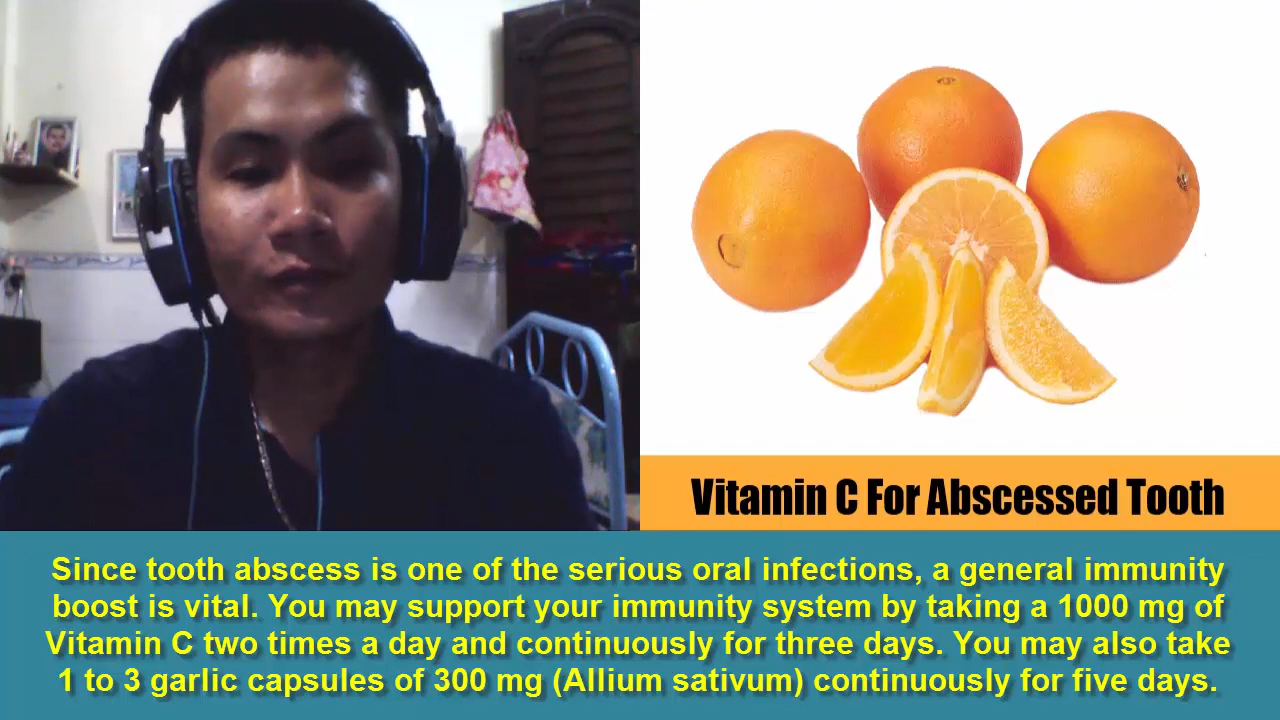 Vitamin C For Abscessed Tooth
Since tooth abscess is one of the serious oral infections, a general immunity
boost is vital. You may support your immunity system by taking a 1000 mg of
Vitamin C two times a day and continuously for three days. You may also take
1 to 3 garlic capsules of 300 mg (Allium sativum) continuously for five days.